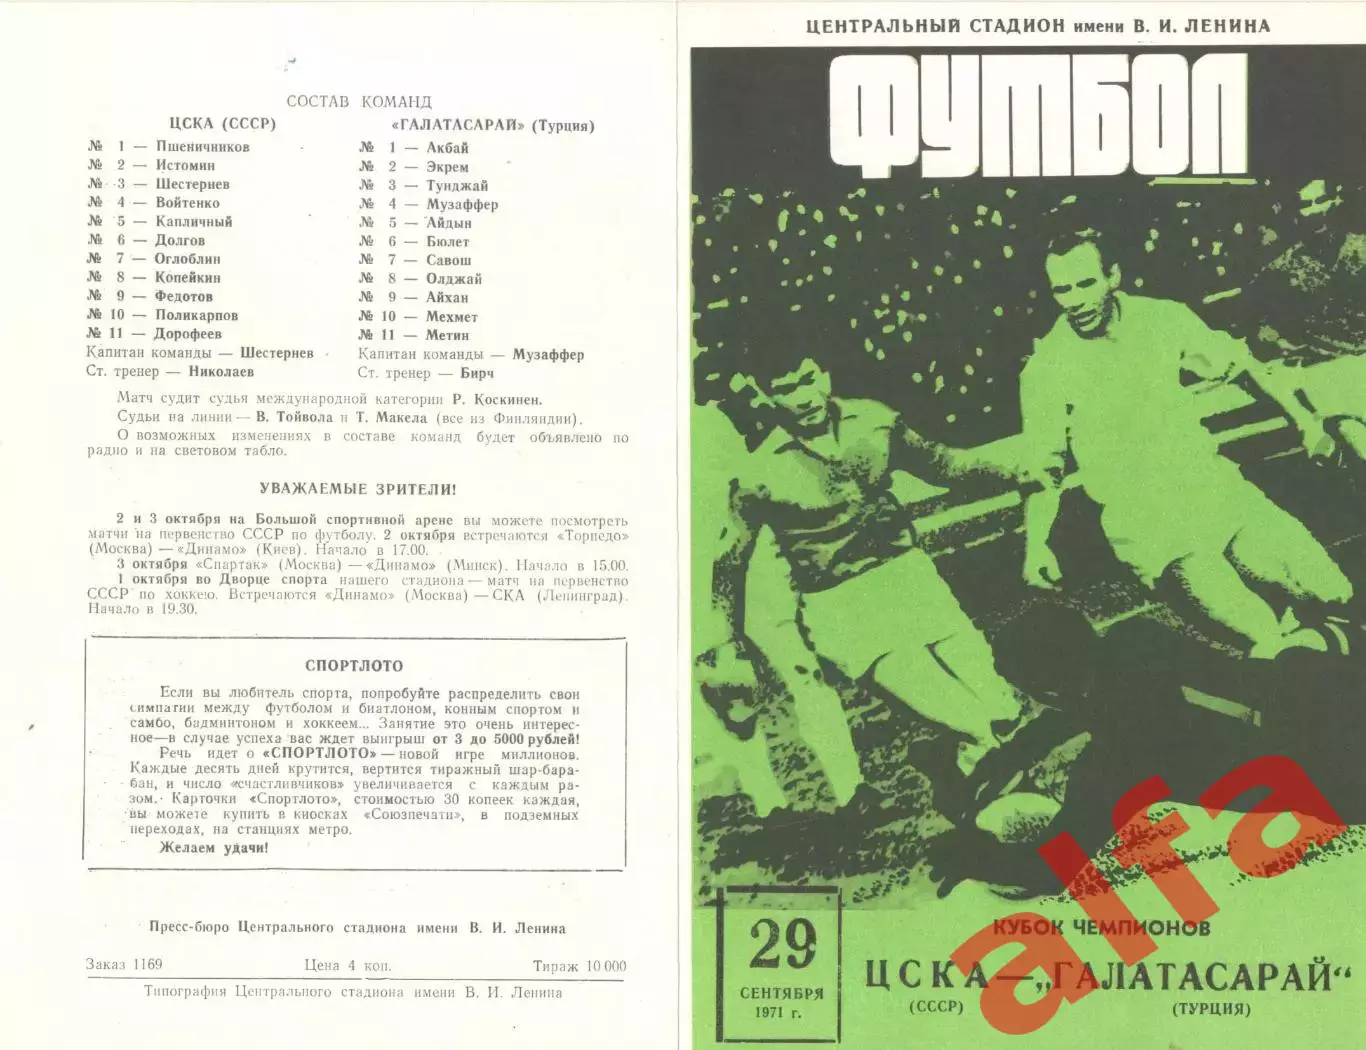 СОСТАВ КОМАНД
ЦСКА (СССР)
№ 1 — Пшеничников
№ 2 — Истомин
№ 3 — Шестернев
№ 4 — Войтенко
№ 5 — Капличный
№ 6 — Долгов
№ 7 — Оглоблин
№ 8 — Копейкин
№ 9 — Федотов
№ 10 — Поликарпов
№ 11 — Дорофеев
Капитан команды — Шестернев
Ст. тренер — Николаев
«ГАЛАТАСАРАЙ» (Турция)
№ 1 — Акбай
№ 2 — Экрем
№ 3 — Тунджай
№ 4 — Музаффер
№ 5 — Айдын
№ 6 — Бюлет
№ 7 — Савош
№ 8 — Олджай
№ 9 — Айхан
№ 10 — Мехмет
№ 11 — Метин
Капитан команды — Музаффер
Ст. тренер — Бирч
Матч судит судья международной категории Р. Коскинен.
Судьи на линии — В. Тойвола и Т. Макела (все из Финляндии).
О возможных изменениях в составе команд будет объявлено по
радио и на световом табло.
УВАЖАЕМЫЕ ЗРИТЕЛИ!
2 и 3 октября на Большой спортивной арене вы можете посмотреть
матчи на первенство СССР по футболу. 2 октября встречаются «Торпедо»
(Москва) — «Динамо» (Киев). Начало в 17.00.
3 октября «Спартак» (Москва) — «Динамо» (Минск). Начало в 15.00.
1 октября во Дворце спорта нашего стадиона — матч на первенство
СССР по хоккею. Встречаются «Динамо» (Москва) — СКА (Ленинград).
Начало в 19.30.
СПОРТЛОТО
Если вы любитель спорта, попробуйте распределить свои
симпатии между футболом и биатлоном, конным спортом и
самбо, бадминтоном и хоккеем... Занятие это очень интерес-
ное—в случае успеха вас ждет выигрыш от 3 до 5000 рублей!
Речь идет о «СПОРТЛОТО» — новой игре миллионов.
Каждые десять дней крутится, вертится тиражный шар-бара-
бан, и число «счастливчиков» увеличивается с каждым ра-
зом. Карточки «Спортлото», стоимостью 30 копеек каждая,
вы можете купить в киосках «Союзпечати», в подземных
переходах, на станциях метро.
Желаем удачи!
Пресс-бюро Центрального стадиона имени В. И. Ленина
Заказ 1169 Цена 4 коп. Тираж 10 000
Типография Центрального стадиона имени В. И. Ленина
ЦЕНТРАЛЬНЫЙ СТАДИОН имени В. И. ЛЕНИНА
ФУТБОЛ
29
СЕНТЯБРЯ
1971 г.
КУБОК ЧЕМПИОНОВ
ЦСКА — „ГАЛАТАСАРАЙ"
(СССР) (ТУРЦИЯ)
alfa